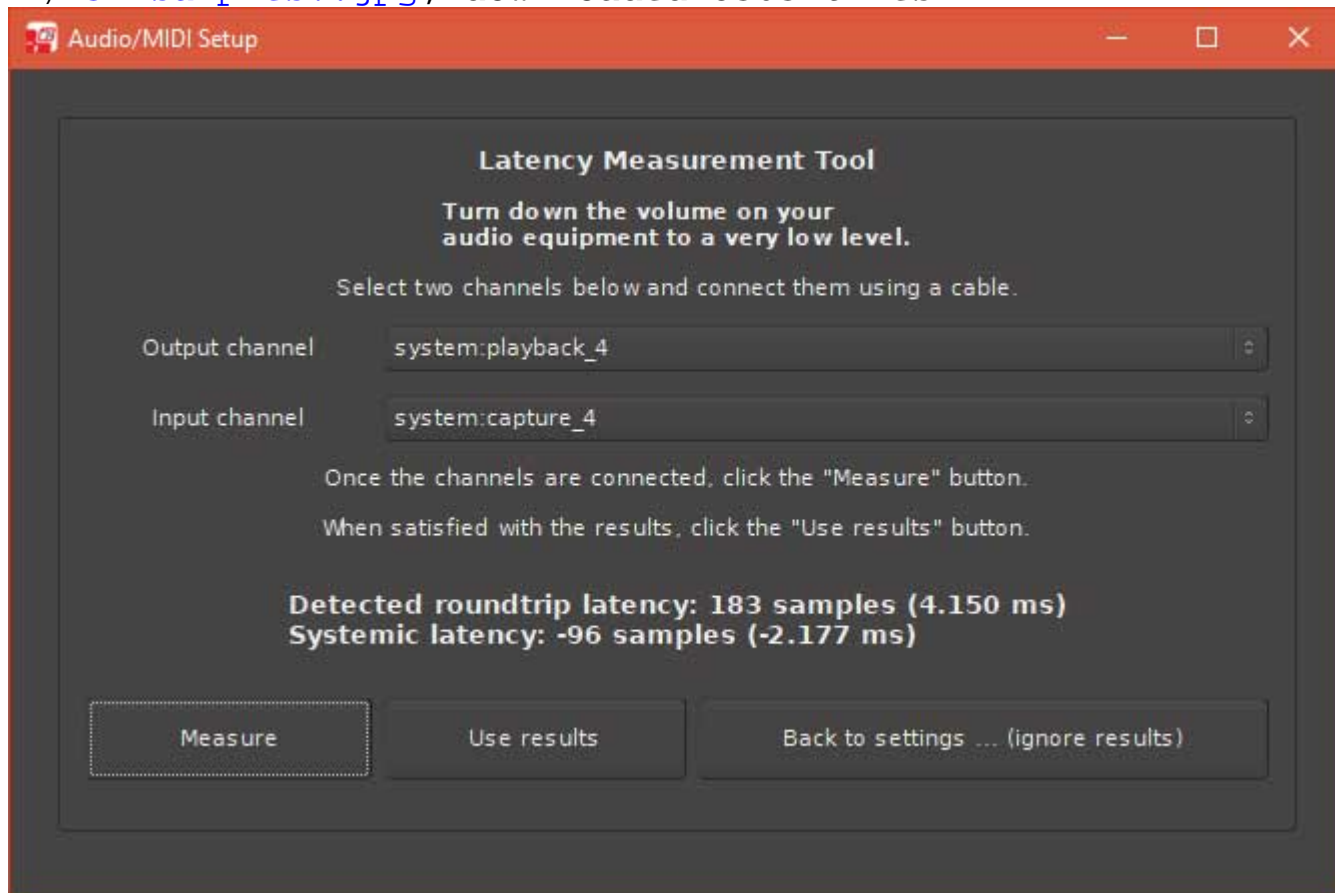 Audio/MIDI Setup
Latency Measurement Tool
Turn down the volume on your
audio equipment to a very low level.
Select two channels below and connect them using a cable.
Output channel system:playback_4
Input channel system:capture_4
Once the channels are connected, click the "Measure" button.
When satisfied with the results, click the "Use results" button.
Detected roundtrip latency: 183 samples (4.150 ms)
Systemic latency: -96 samples (-2.177 ms)
Measure Use results Back to settings ... (ignore results)